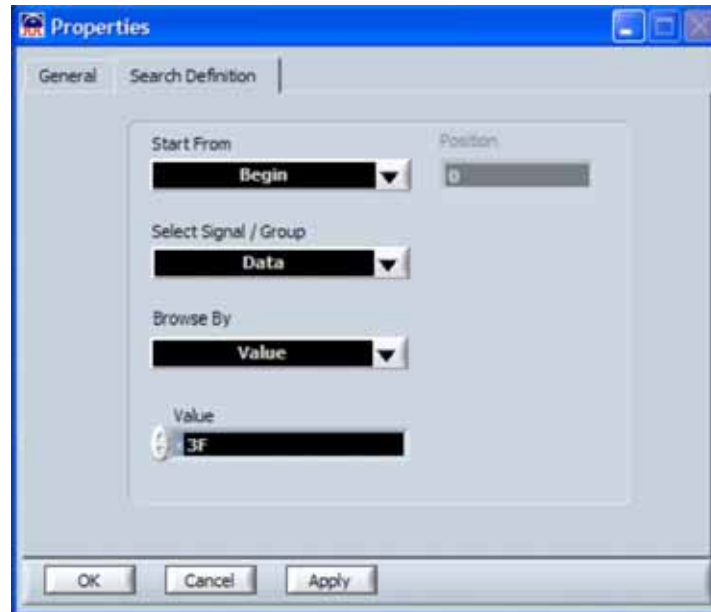 Properties
General Search Definition
Start From Position
Begin 0
Select Signal / Group
Data
Browse By
Value
Value
3F
OK Cancel Apply